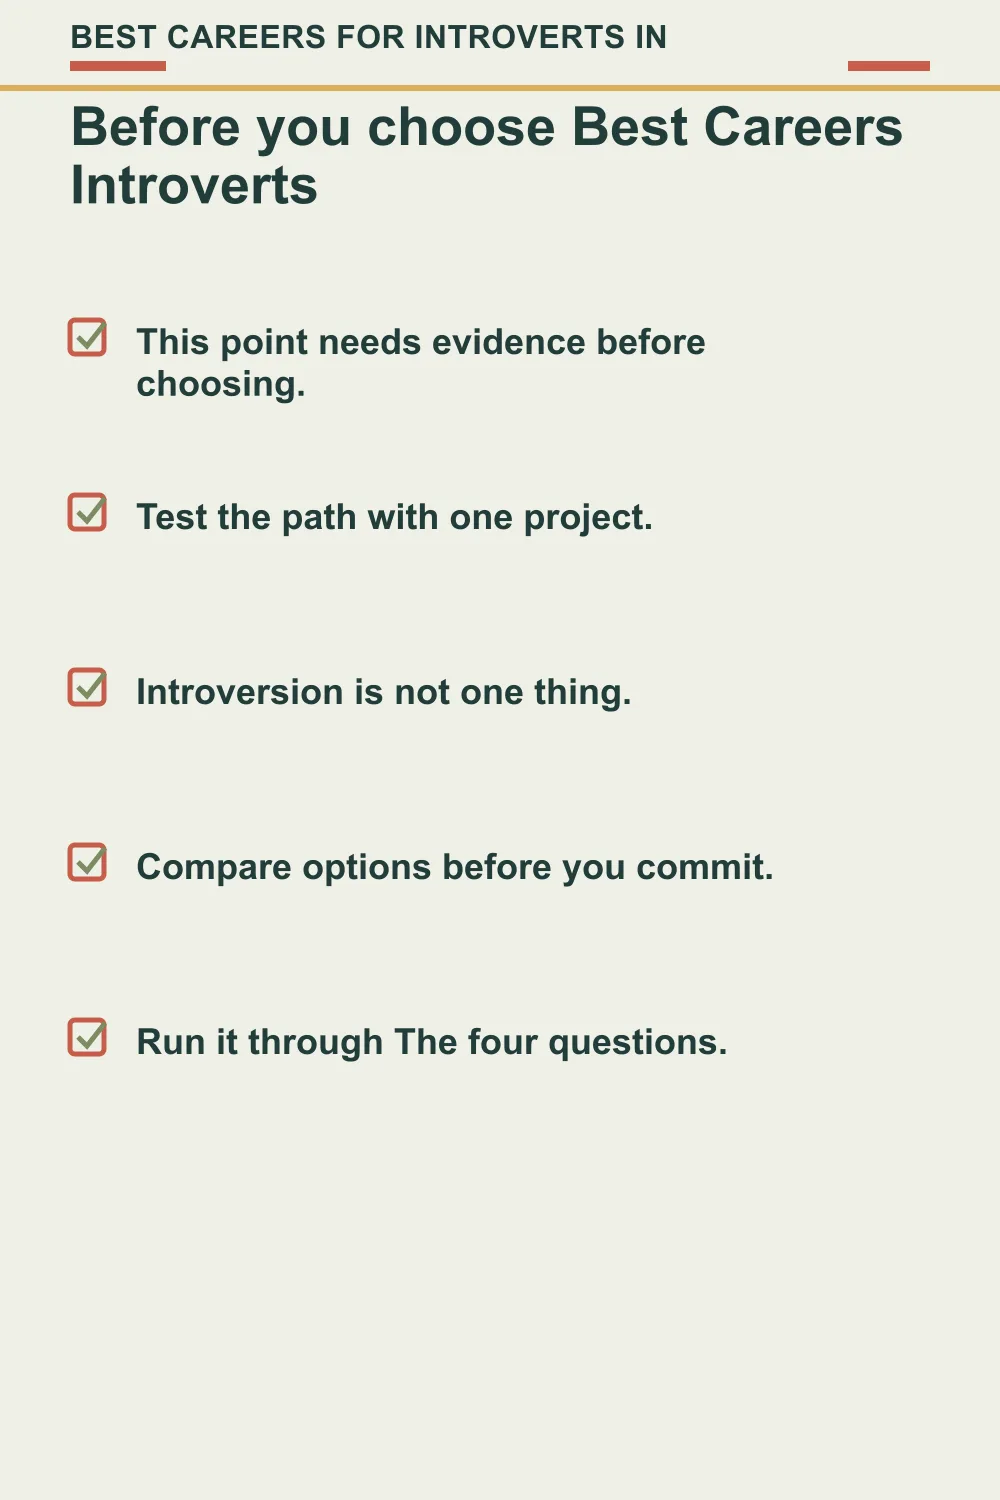 BEST CAREERS FOR INTROVERTS IN
Before you choose Best Careers
Introverts
This point needs evidence before
choosing.
Test the path with one project.
Introversion is not one thing.
Compare options before you commit.
Run it through The four questions.